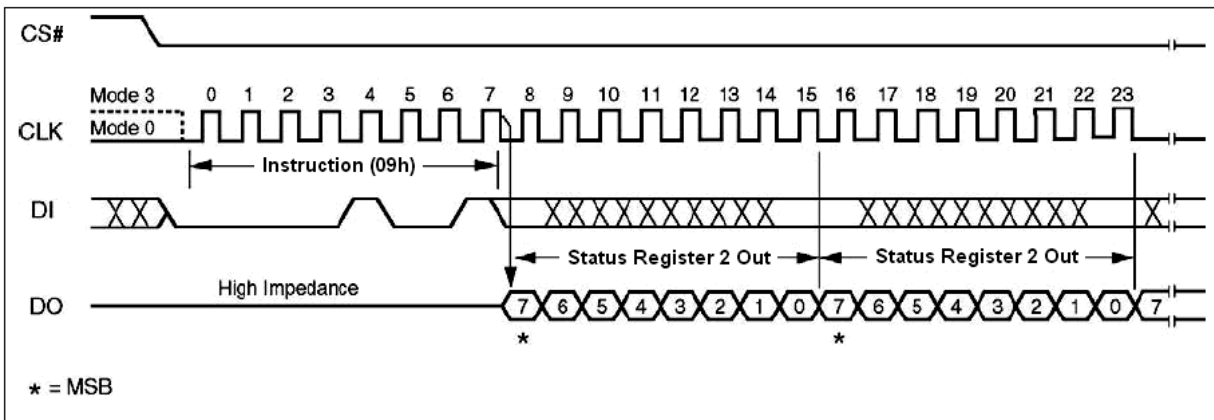 CS#
Mode 3
0 1 2 3 4 5 6 7 8 9 10 11 12 13 14 15 16 17 18 19 20 21 22 23
CLK
Mode 0
Instruction (09h)
DI
Status Register 2 Out
Status Register 2 Out
High Impedance
DO
7 6 5 4 3 2 1 0 7 6 5 4 3 2 1 0 7
* *
* = MSB